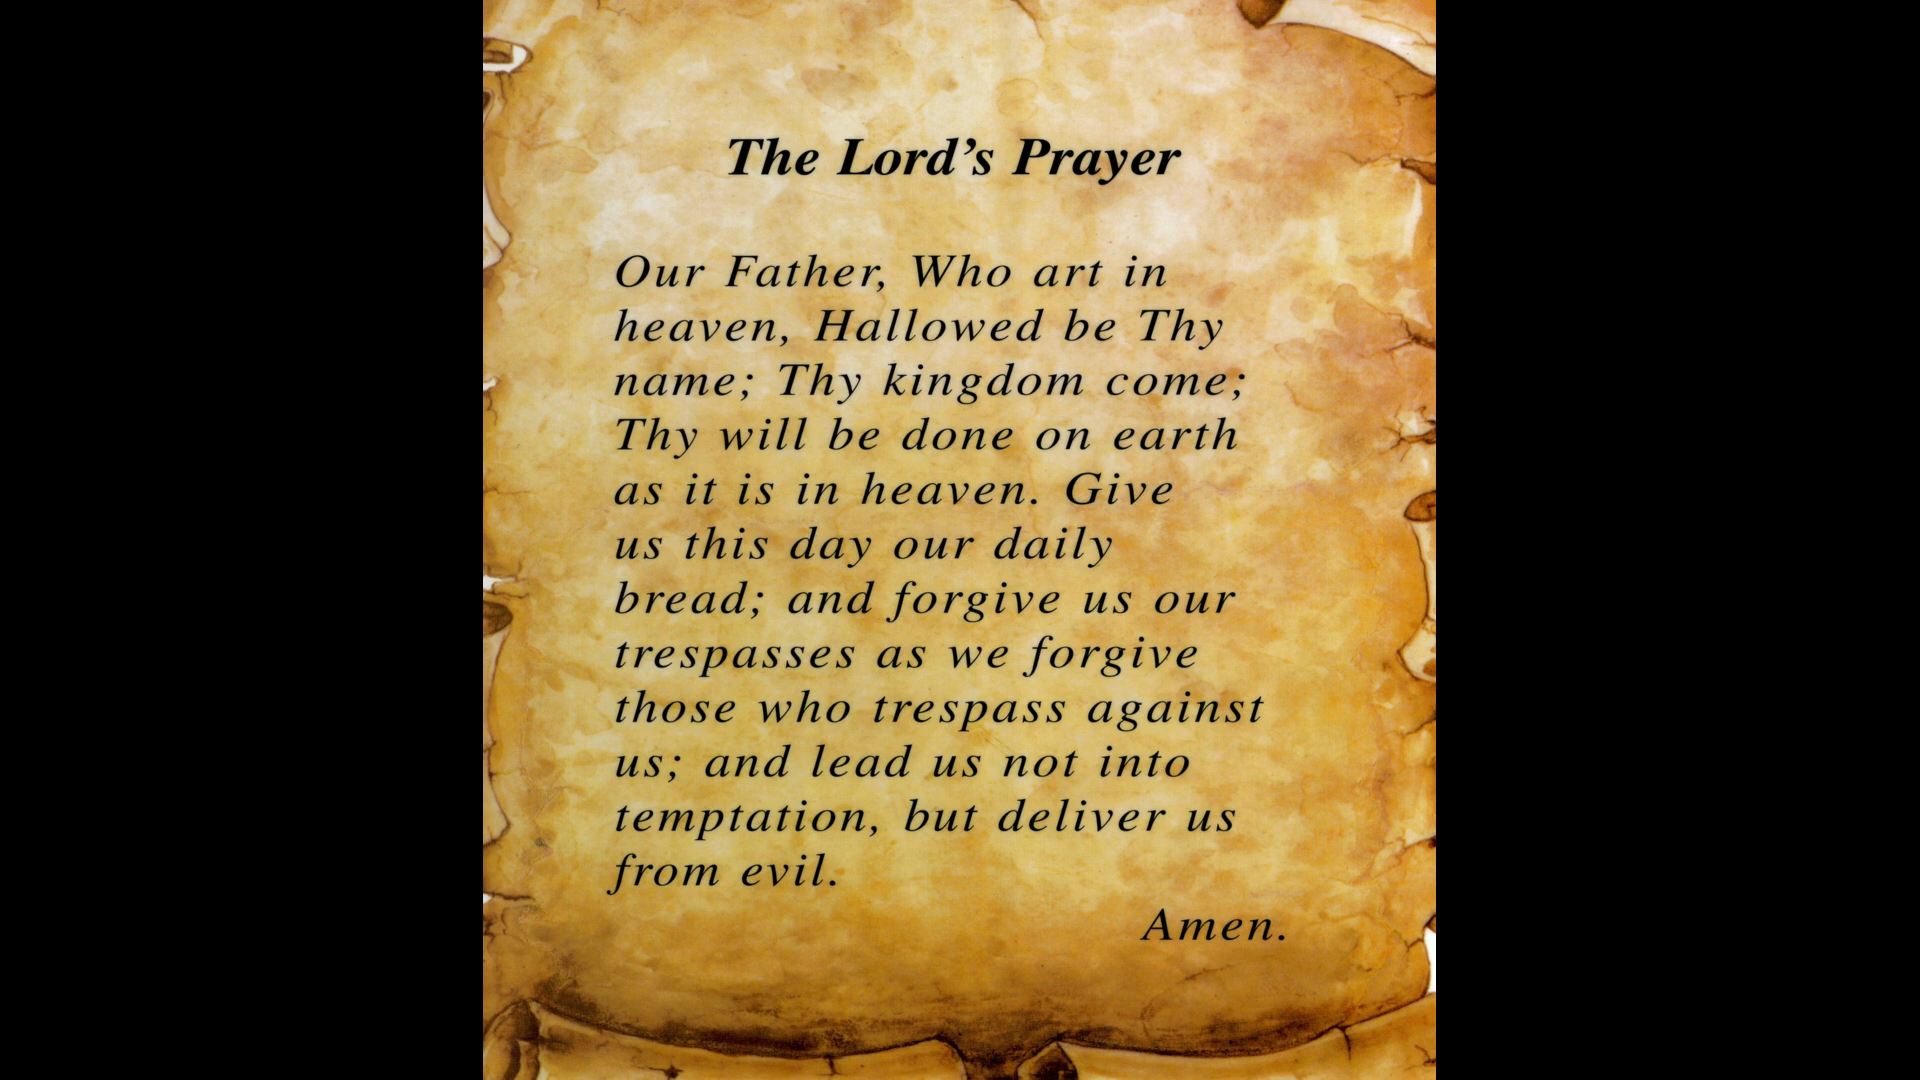 The Lord’s Prayer
Our Father, Who art in
heaven, Hallowed be Thy
name; Thy kingdom come;
Thy will be done on earth
as it is in heaven. Give
us this day our daily
bread; and forgive us our
trespasses as we forgive
those who trespass against
us; and lead us not into
temptation, but deliver us
from evil.
Amen.